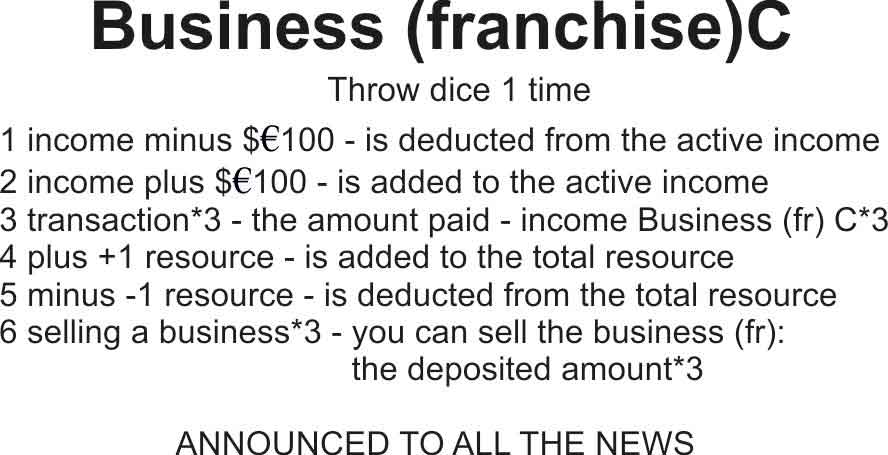 Business (franchise)C
Throw dice 1 time
1 income minus $€100 - is deducted from the active income
2 income plus $€100 - is added to the active income
3 transaction*3 - the amount paid - income Business (fr) C*3
4 plus +1 resource - is added to the total resource
5 minus -1 resource - is deducted from the total resource
6 selling a business*3 - you can sell the business (fr):
the deposited amount*3
ANNOUNCED TO ALL THE NEWS